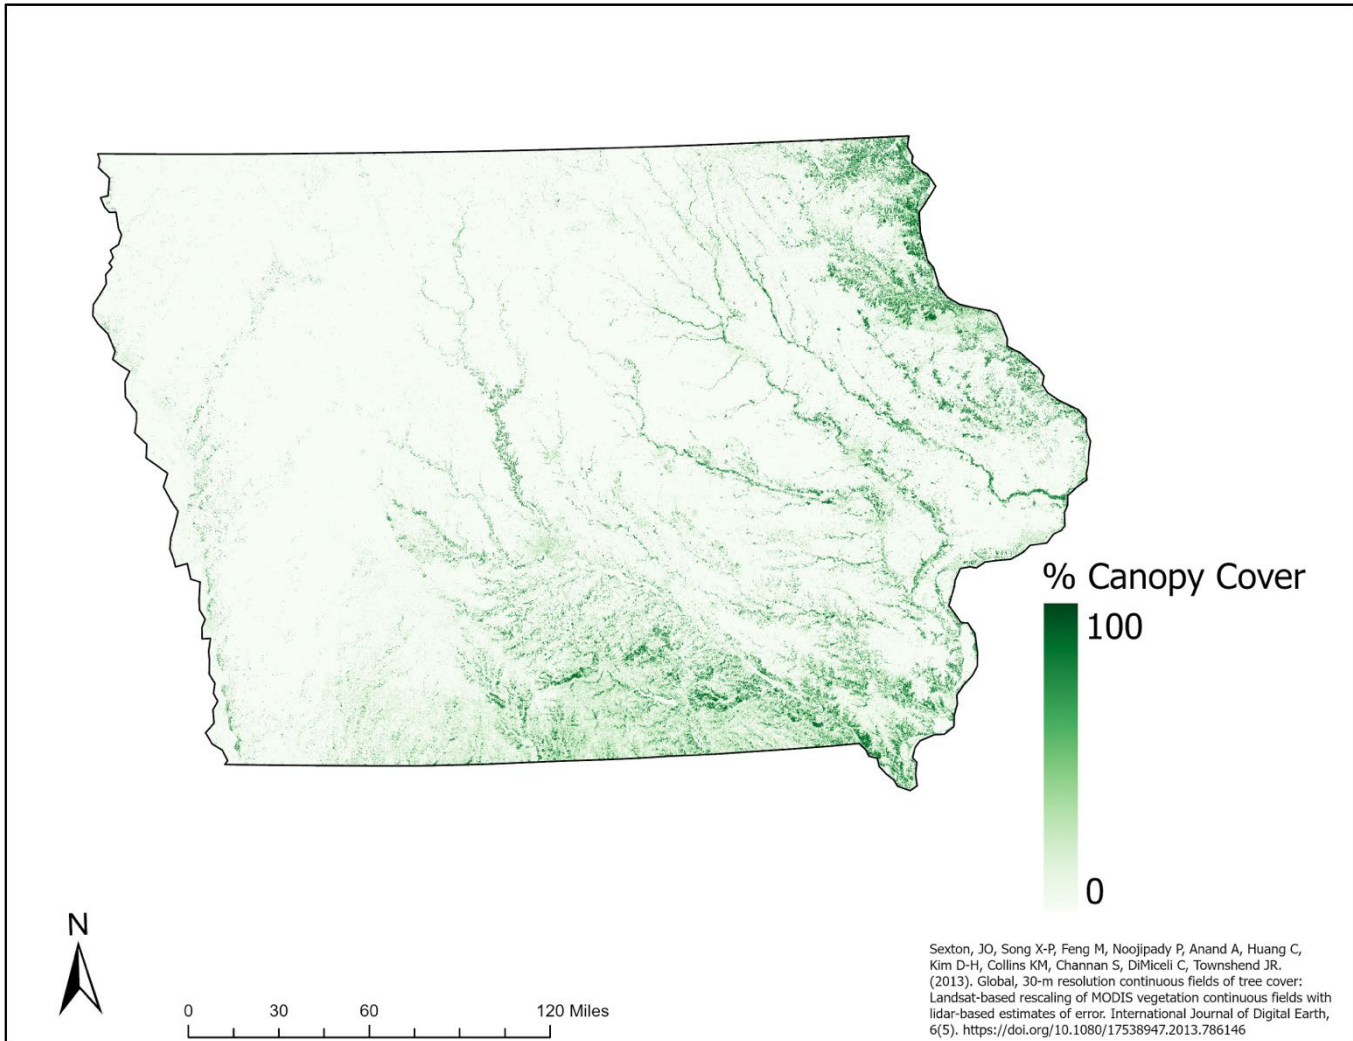 % Canopy Cover
100
0
N
0 30 60 120 Miles
Sexton, JO, Song X-P, Feng M, Noojipady P, Anand A, Huang C,
Kim D-H, Collins KM, Channan S, DiMiceli C, Townshend JR.
(2013). Global, 30-m resolution continuous fields of tree cover:
Landsat-based rescaling of MODIS vegetation continuous fields with
lidar-based estimates of error. International Journal of Digital Earth,
6(5). https://doi.org/10.1080/17538947.2013.786146